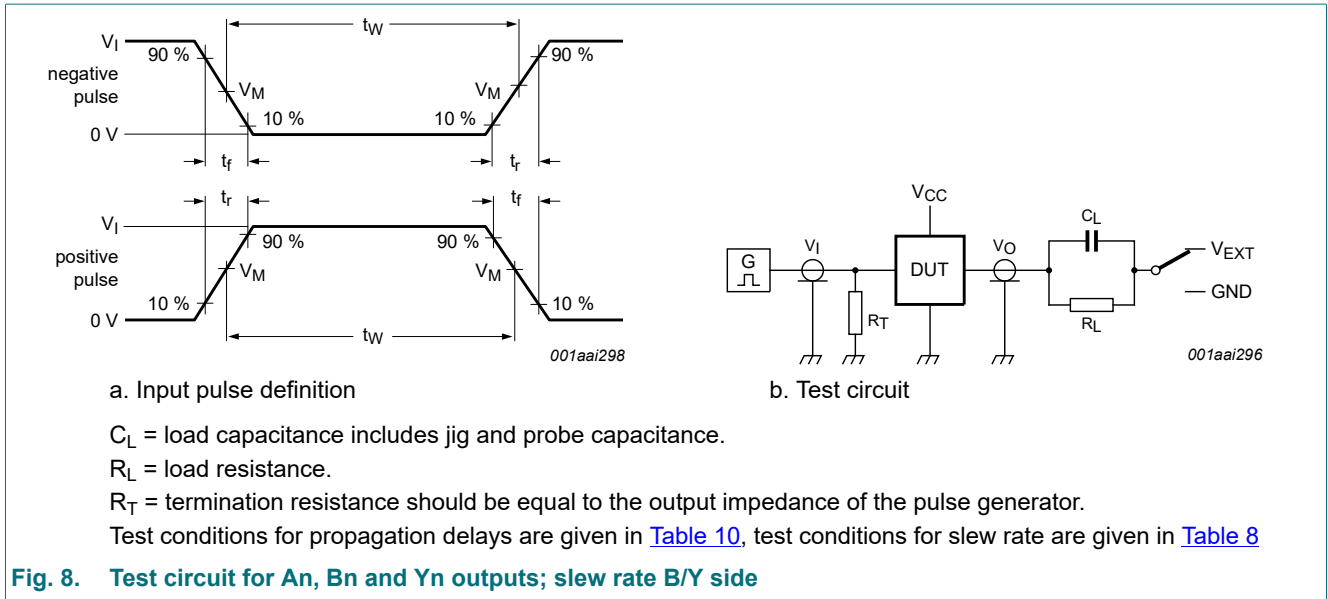 tW
VI
90 %
90 %
negative
pulse
VM
VM
10 %
10 %
0 V
tf
tr
tr
tf
VI
90 %
90 %
positive
pulse
VM
VM
10 %
10 %
0 V
tW
001aai298
VCC
CL
G
VI
DUT
VO
VEXT
GND
RT
RL
001aai296
a. Input pulse definition
b. Test circuit
CL = load capacitance includes jig and probe capacitance.
RL = load resistance.
RT = termination resistance should be equal to the output impedance of the pulse generator.
Test conditions for propagation delays are given in Table 10, test conditions for slew rate are given in Table 8
Fig. 8. Test circuit for An, Bn and Yn outputs; slew rate B/Y side